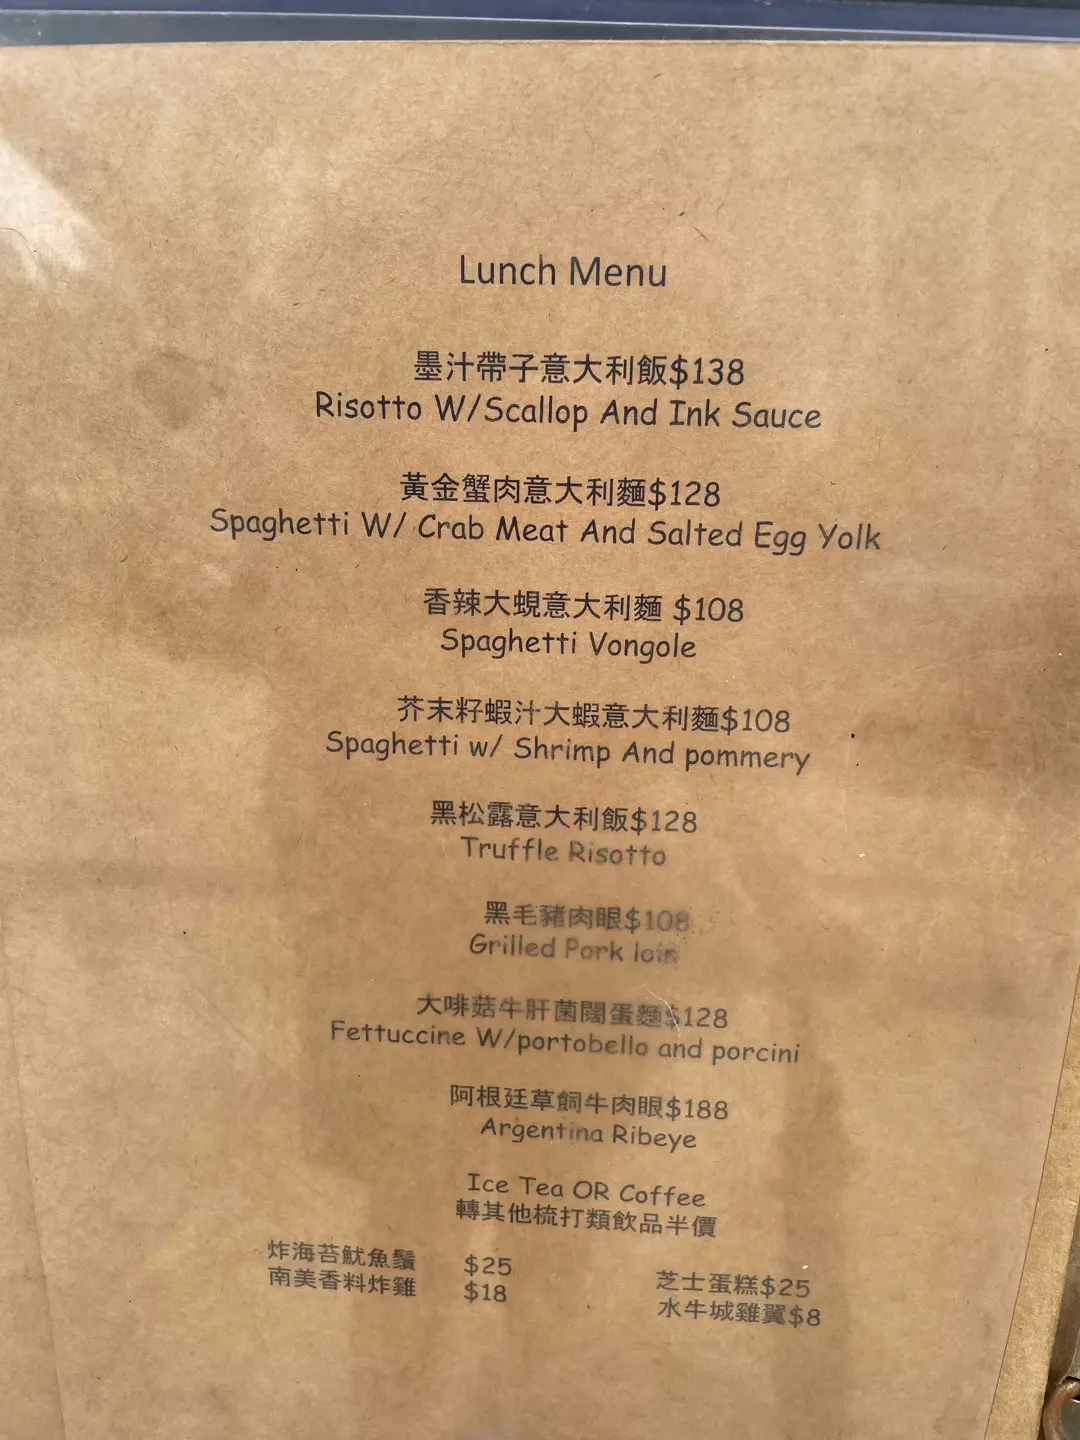 Lunch Menu
墨汁帶子意大利飯$138
Risotto W/Scallop And Ink Sauce
黃金蟹肉意大利麵$128
Spaghetti W/ Crab Meat And Salted Egg Yolk
香辣大蜆意大利麵 $108
Spaghetti Vongole
芥末籽蝦汁大蝦意大利麵$108
Spaghetti w/ Shrimp And pommery
黑松露意大利飯$128
Truffle Risotto
黑毛豬肉眼$108
Grilled Pork loin
大啡菇牛肝菌闊蛋麵$128
Fettuccine W/portobello and porcini
阿根廷草飼牛肉眼$188
Argentina Ribeye
Ice Tea OR Coffee
轉其他梳打類飲品半價
炸海苔魷魚鬚 $25
南美香料炸雞 $18
芝士蛋糕$25
水牛城雞翼$8